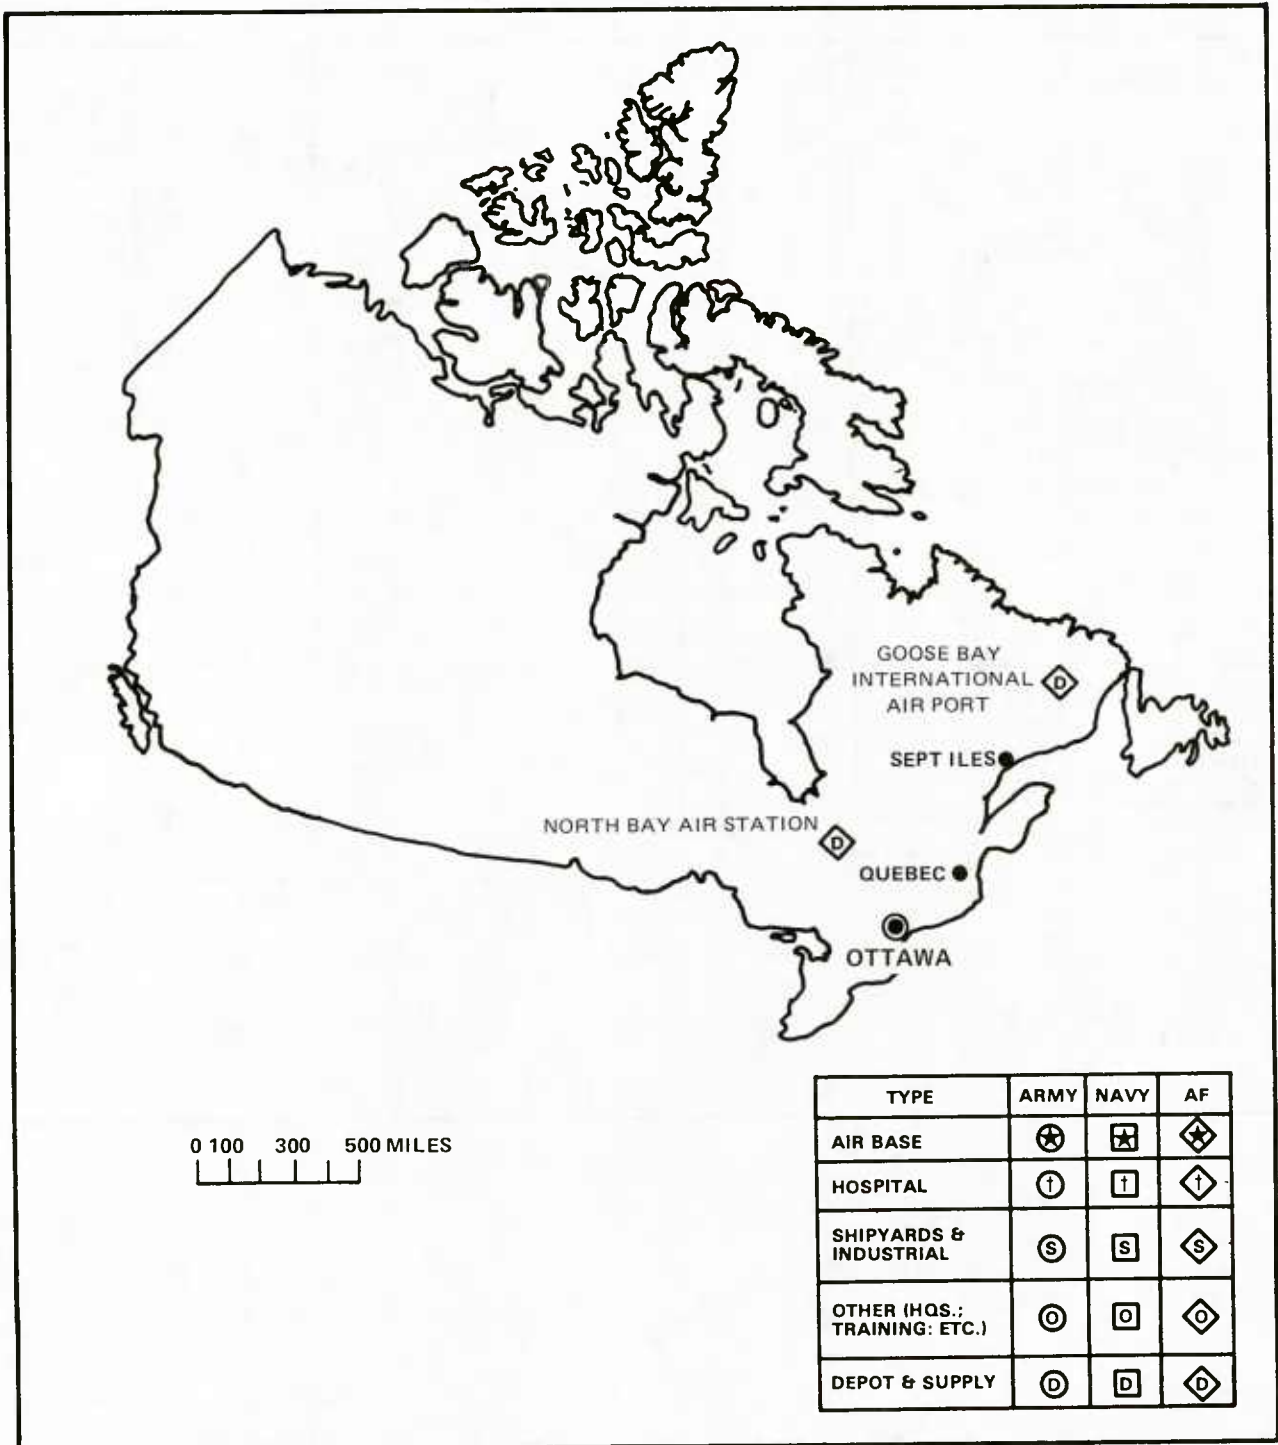 GOOSE BAY
INTERNATIONAL
AIR PORT
D
SEPT ILES
NORTH BAY AIR STATION
D
QUEBEC
OTTAWA
0 100 300 500 MILES
TYPE ARMY NAVY AF
AIR BASE
HOSPITAL † † †
SHIPYARDS &
INDUSTRIAL S S S
OTHER (HQS.;
TRAINING: ETC.) O O O
DEPOT & SUPPLY D D D